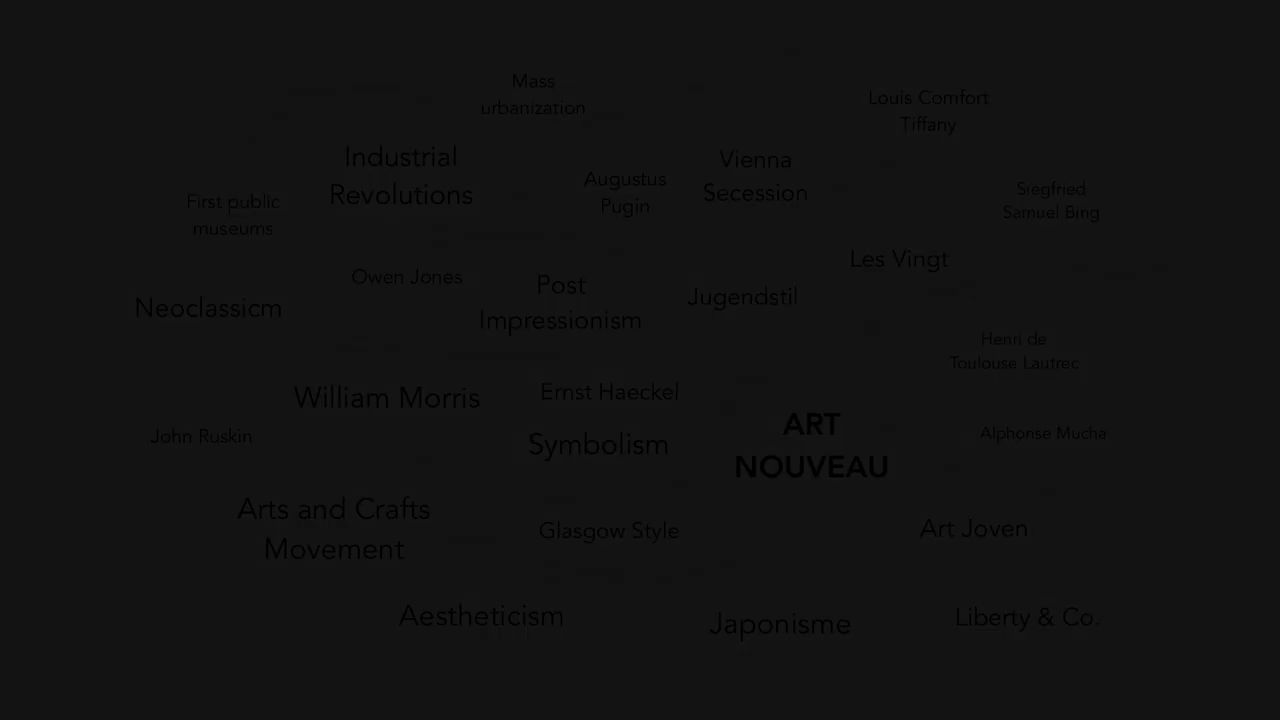 Mass
urbanization
Louis Comfort
Tiffany
Industrial
Revolutions
Vienna
Secession
Augustus
Pugin
First public
museums
Siegfried
Samuel Bing
Les Vingt
Owen Jones
Post
Impressionism
Jugendstil
Neoclassicm
Henri de
Toulouse Lautrec
William Morris
Ernst Haeckel
ART
NOUVEAU
John Ruskin
Symbolism
Alphonse Mucha
Arts and Crafts
Movement
Glasgow Style
Art Joven
Aestheticism
Japonisme
Liberty & Co.